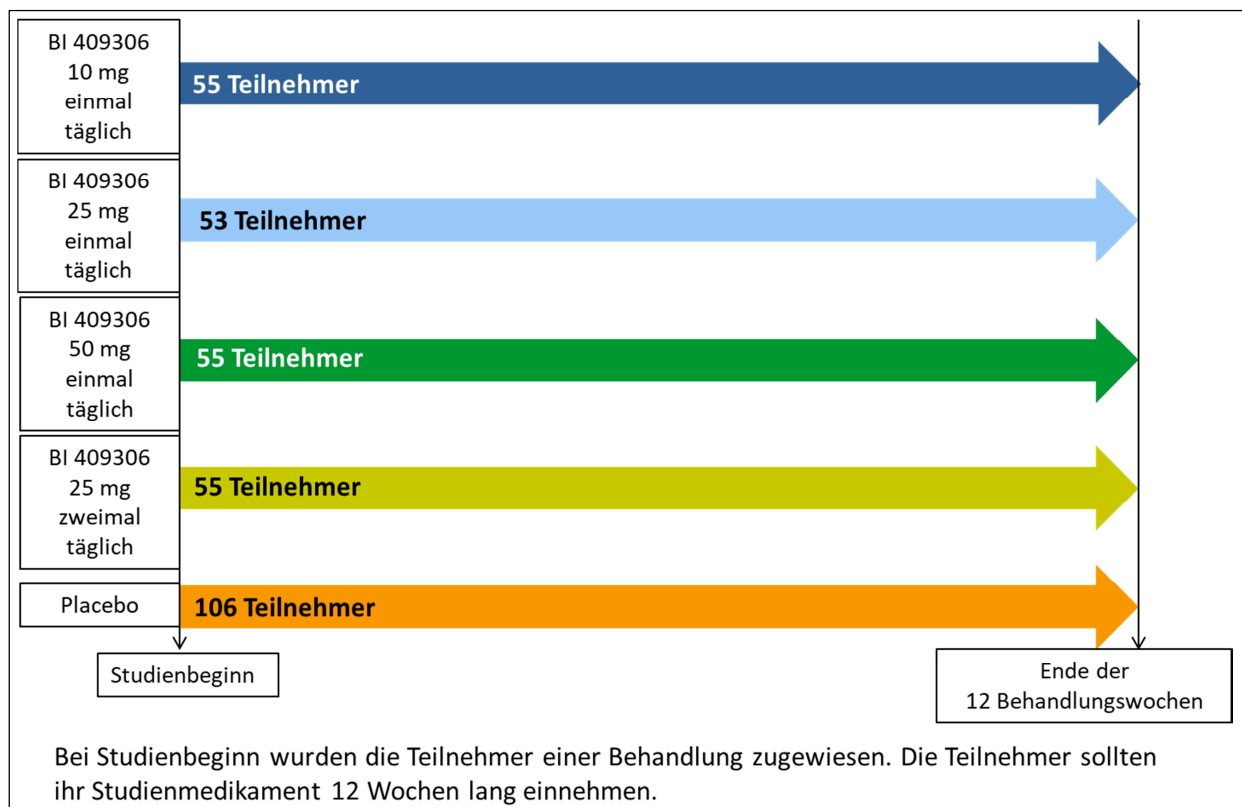 BI 409306
10 mg
einmal
täglich
55 Teilnehmer
BI 409306
25 mg
einmal
täglich
53 Teilnehmer
BI 409306
50 mg
einmal
täglich
55 Teilnehmer
BI 409306
25 mg
zweimal
täglich
55 Teilnehmer
Placebo
106 Teilnehmer
Studienbeginn
Ende der
12 Behandlungswochen
Bei Studienbeginn wurden die Teilnehmer einer Behandlung zugewiesen. Die Teilnehmer sollten
ihr Studienmedikament 12 Wochen lang einnehmen.